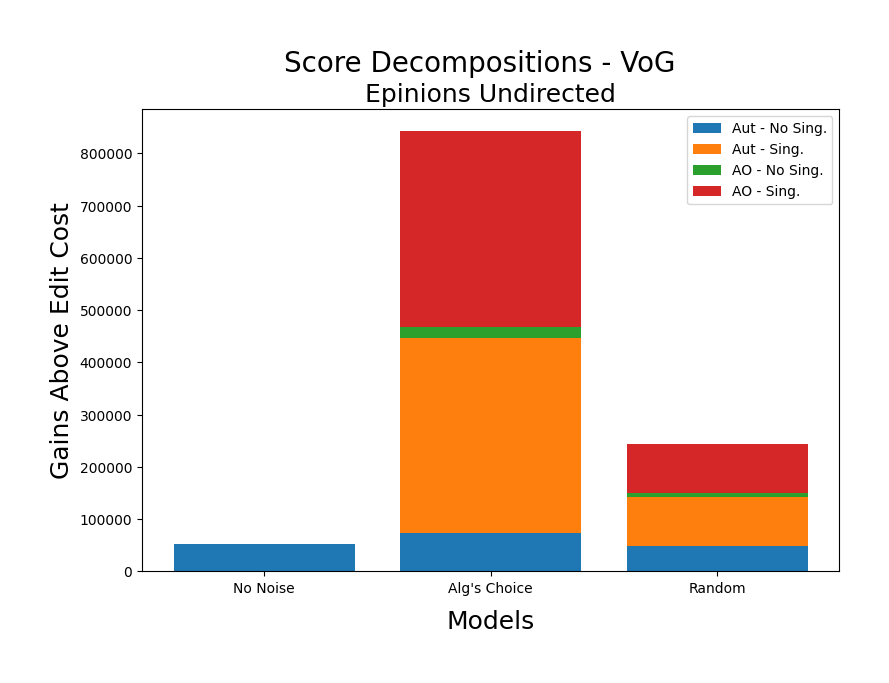 Score Decompositions - VoG
Epinions Undirected
Aut - No Sing.
Aut - Sing.
AO - No Sing.
AO - Sing.
Gains Above Edit Cost
800000
700000
600000
500000
400000
300000
200000
100000
0
No Noise
Alg's Choice
Random
Models